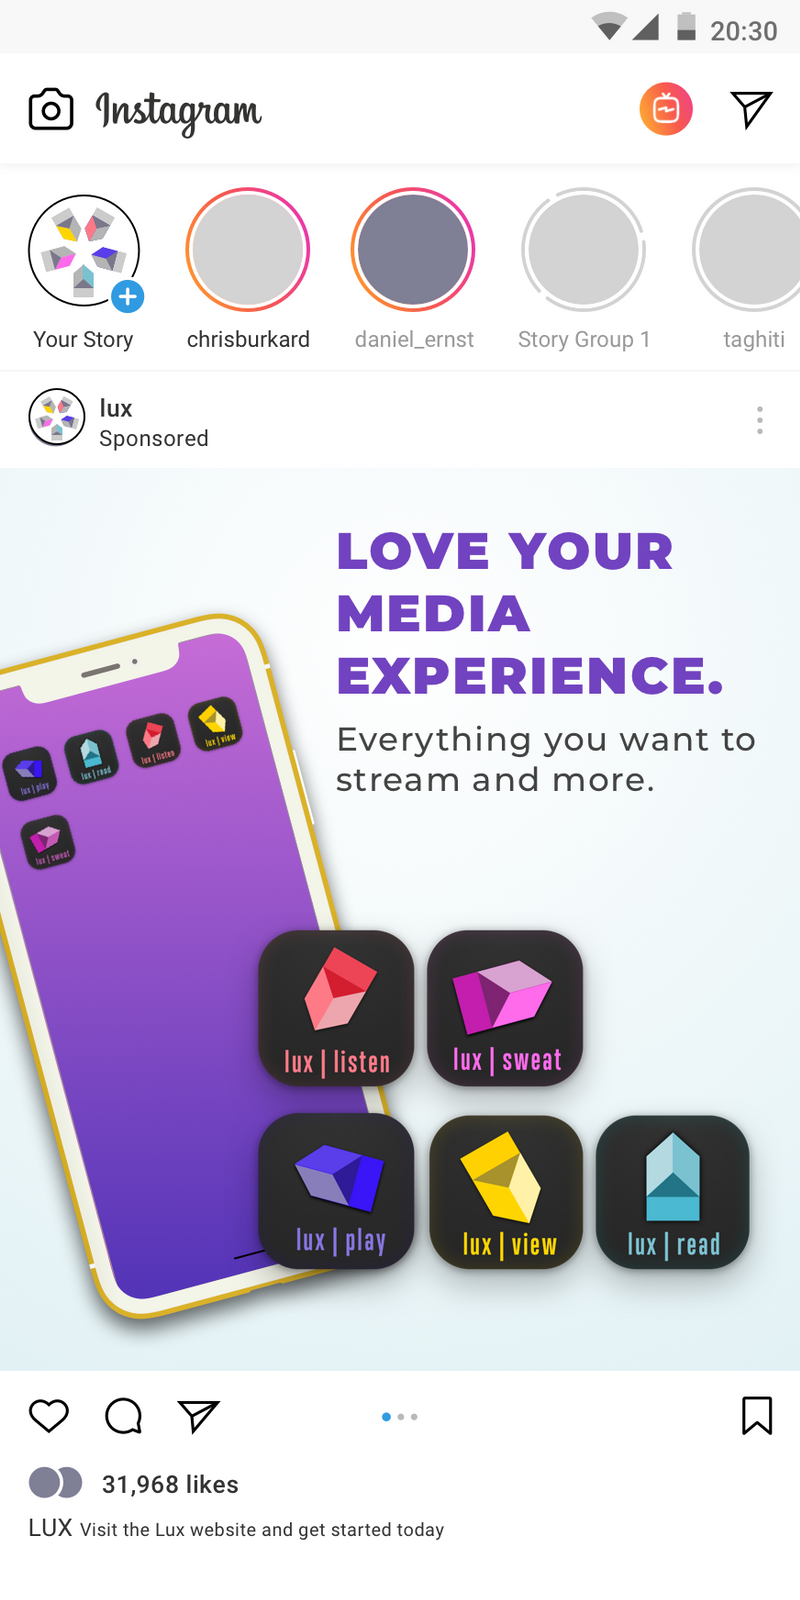 20:30
Instagram
Your Story
chrisburkard
daniel_ernst
Story Group 1
taghiti
lux
Sponsored
LOVE YOUR
MEDIA
EXPERIENCE.
Everything you want to
stream and more.
lux | play
lux | read
lux | listen
lux | view
lux | sweat
lux | listen
lux | sweat
lux | play
lux | view
lux | read
31,968 likes
LUX Visit the Lux website and get started today